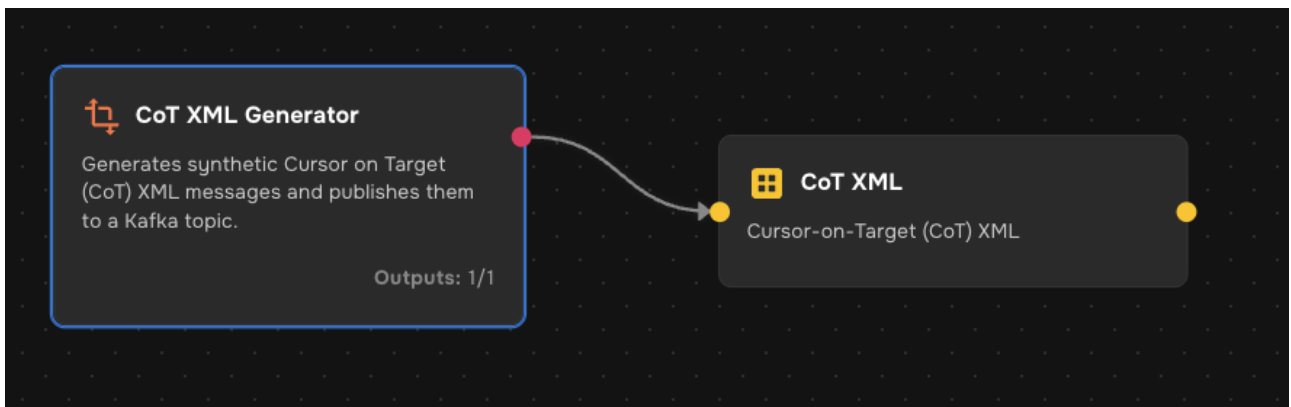 CoT XML Generator
Generates synthetic Cursor on Target
(CoT) XML messages and publishes them
to a Kafka topic.
Outputs: 1/1
CoT XML
Cursor-on-Target (CoT) XML